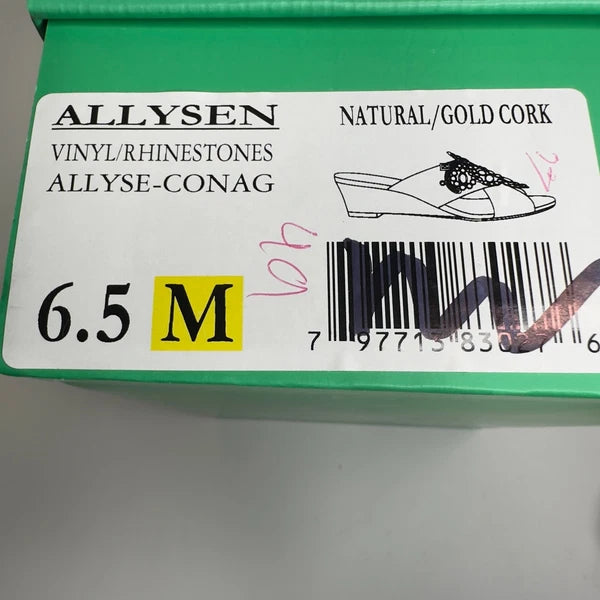 ALLYSEN
VINYL/RHINESTONES
ALLYSE-CONAG
NATURAL/GOLD CORK
6.5 M